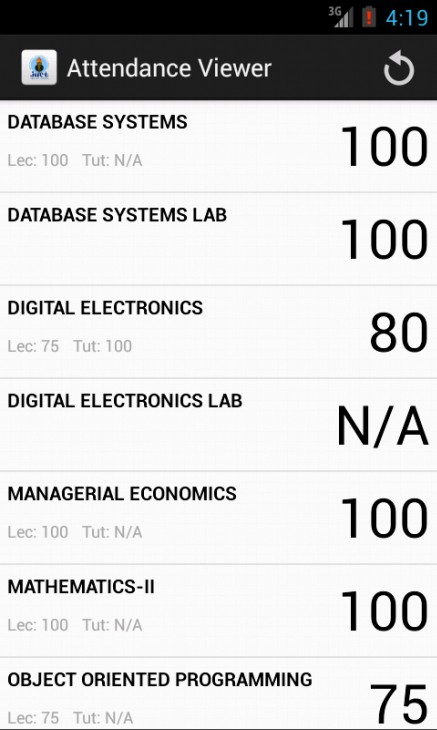 3G 4:19
Attendance Viewer
DATABASE SYSTEMS
Lec: 100 Tut: N/A
100
DATABASE SYSTEMS LAB
100
DIGITAL ELECTRONICS
Lec: 75 Tut: 100
80
DIGITAL ELECTRONICS LAB
N/A
MANAGERIAL ECONOMICS
Lec: 100 Tut: N/A
100
MATHEMATICS-II
Lec: 100 Tut: N/A
100
OBJECT ORIENTED PROGRAMMING
Lec: 75 Tut: N/A
75